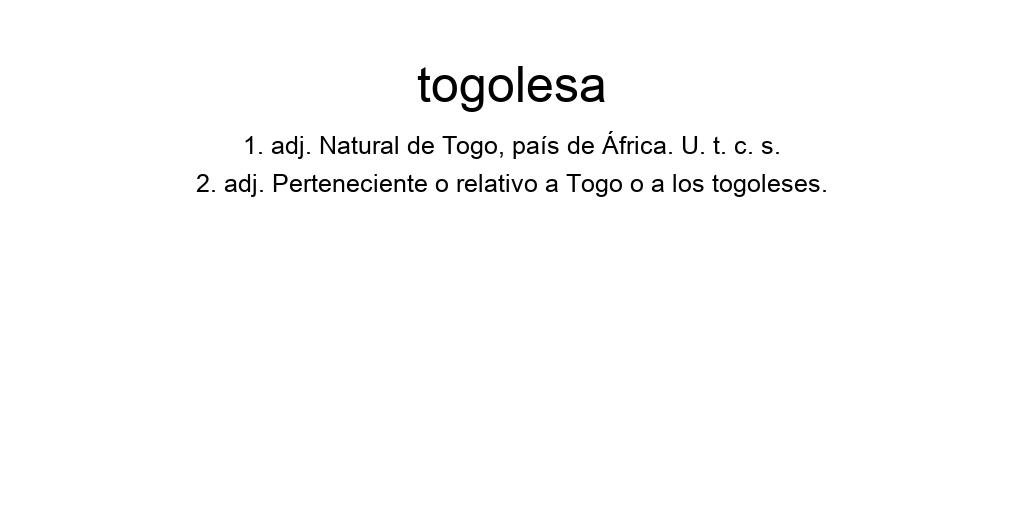 togolesa
1. adj. Natural de Togo, país de África. U. t. c. s.
2. adj. Perteneciente o relativo a Togo o a los togoleses.